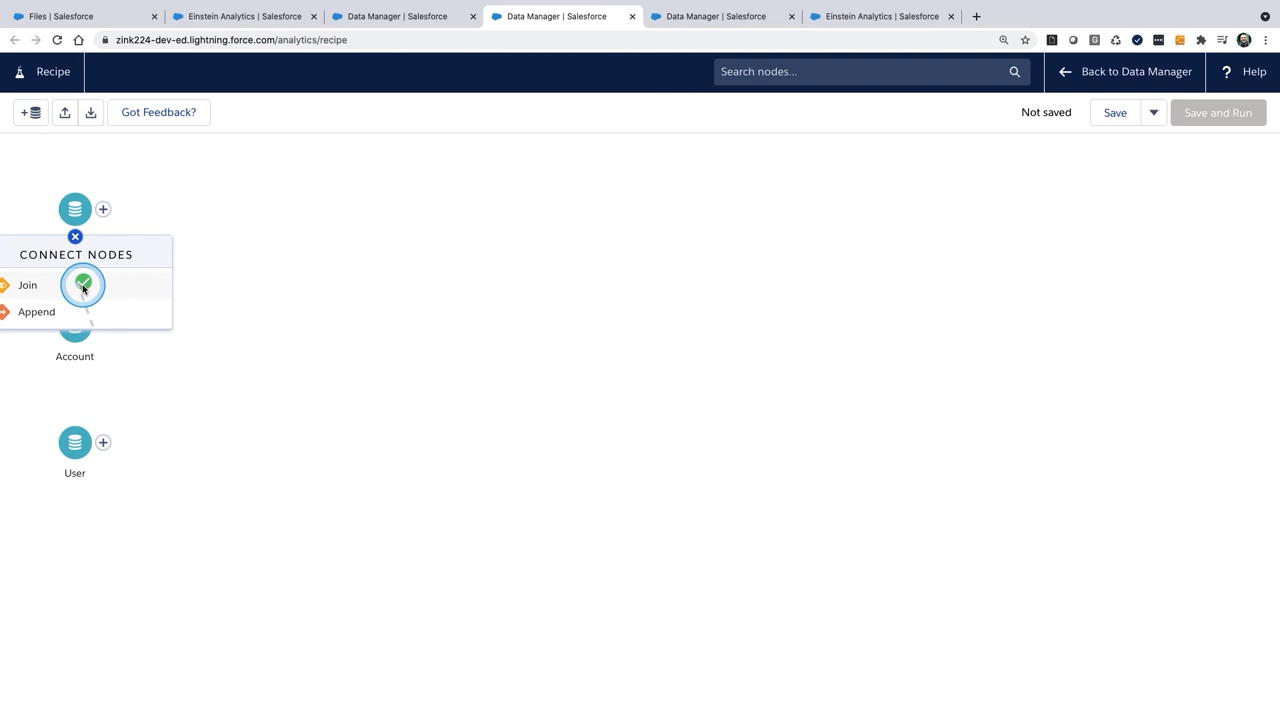 Files | Salesforce
Einstein Analytics | Salesforce
Data Manager | Salesforce
Data Manager | Salesforce
Data Manager | Salesforce
Einstein Analytics | Salesforce
zink224-dev-ed.lightning.force.com/analytics/recipe
Recipe
Search nodes...
Back to Data Manager
? Help
Got Feedback?
Not saved
Save
Save and Run
CONNECT NODES
Join
Append
Account
User